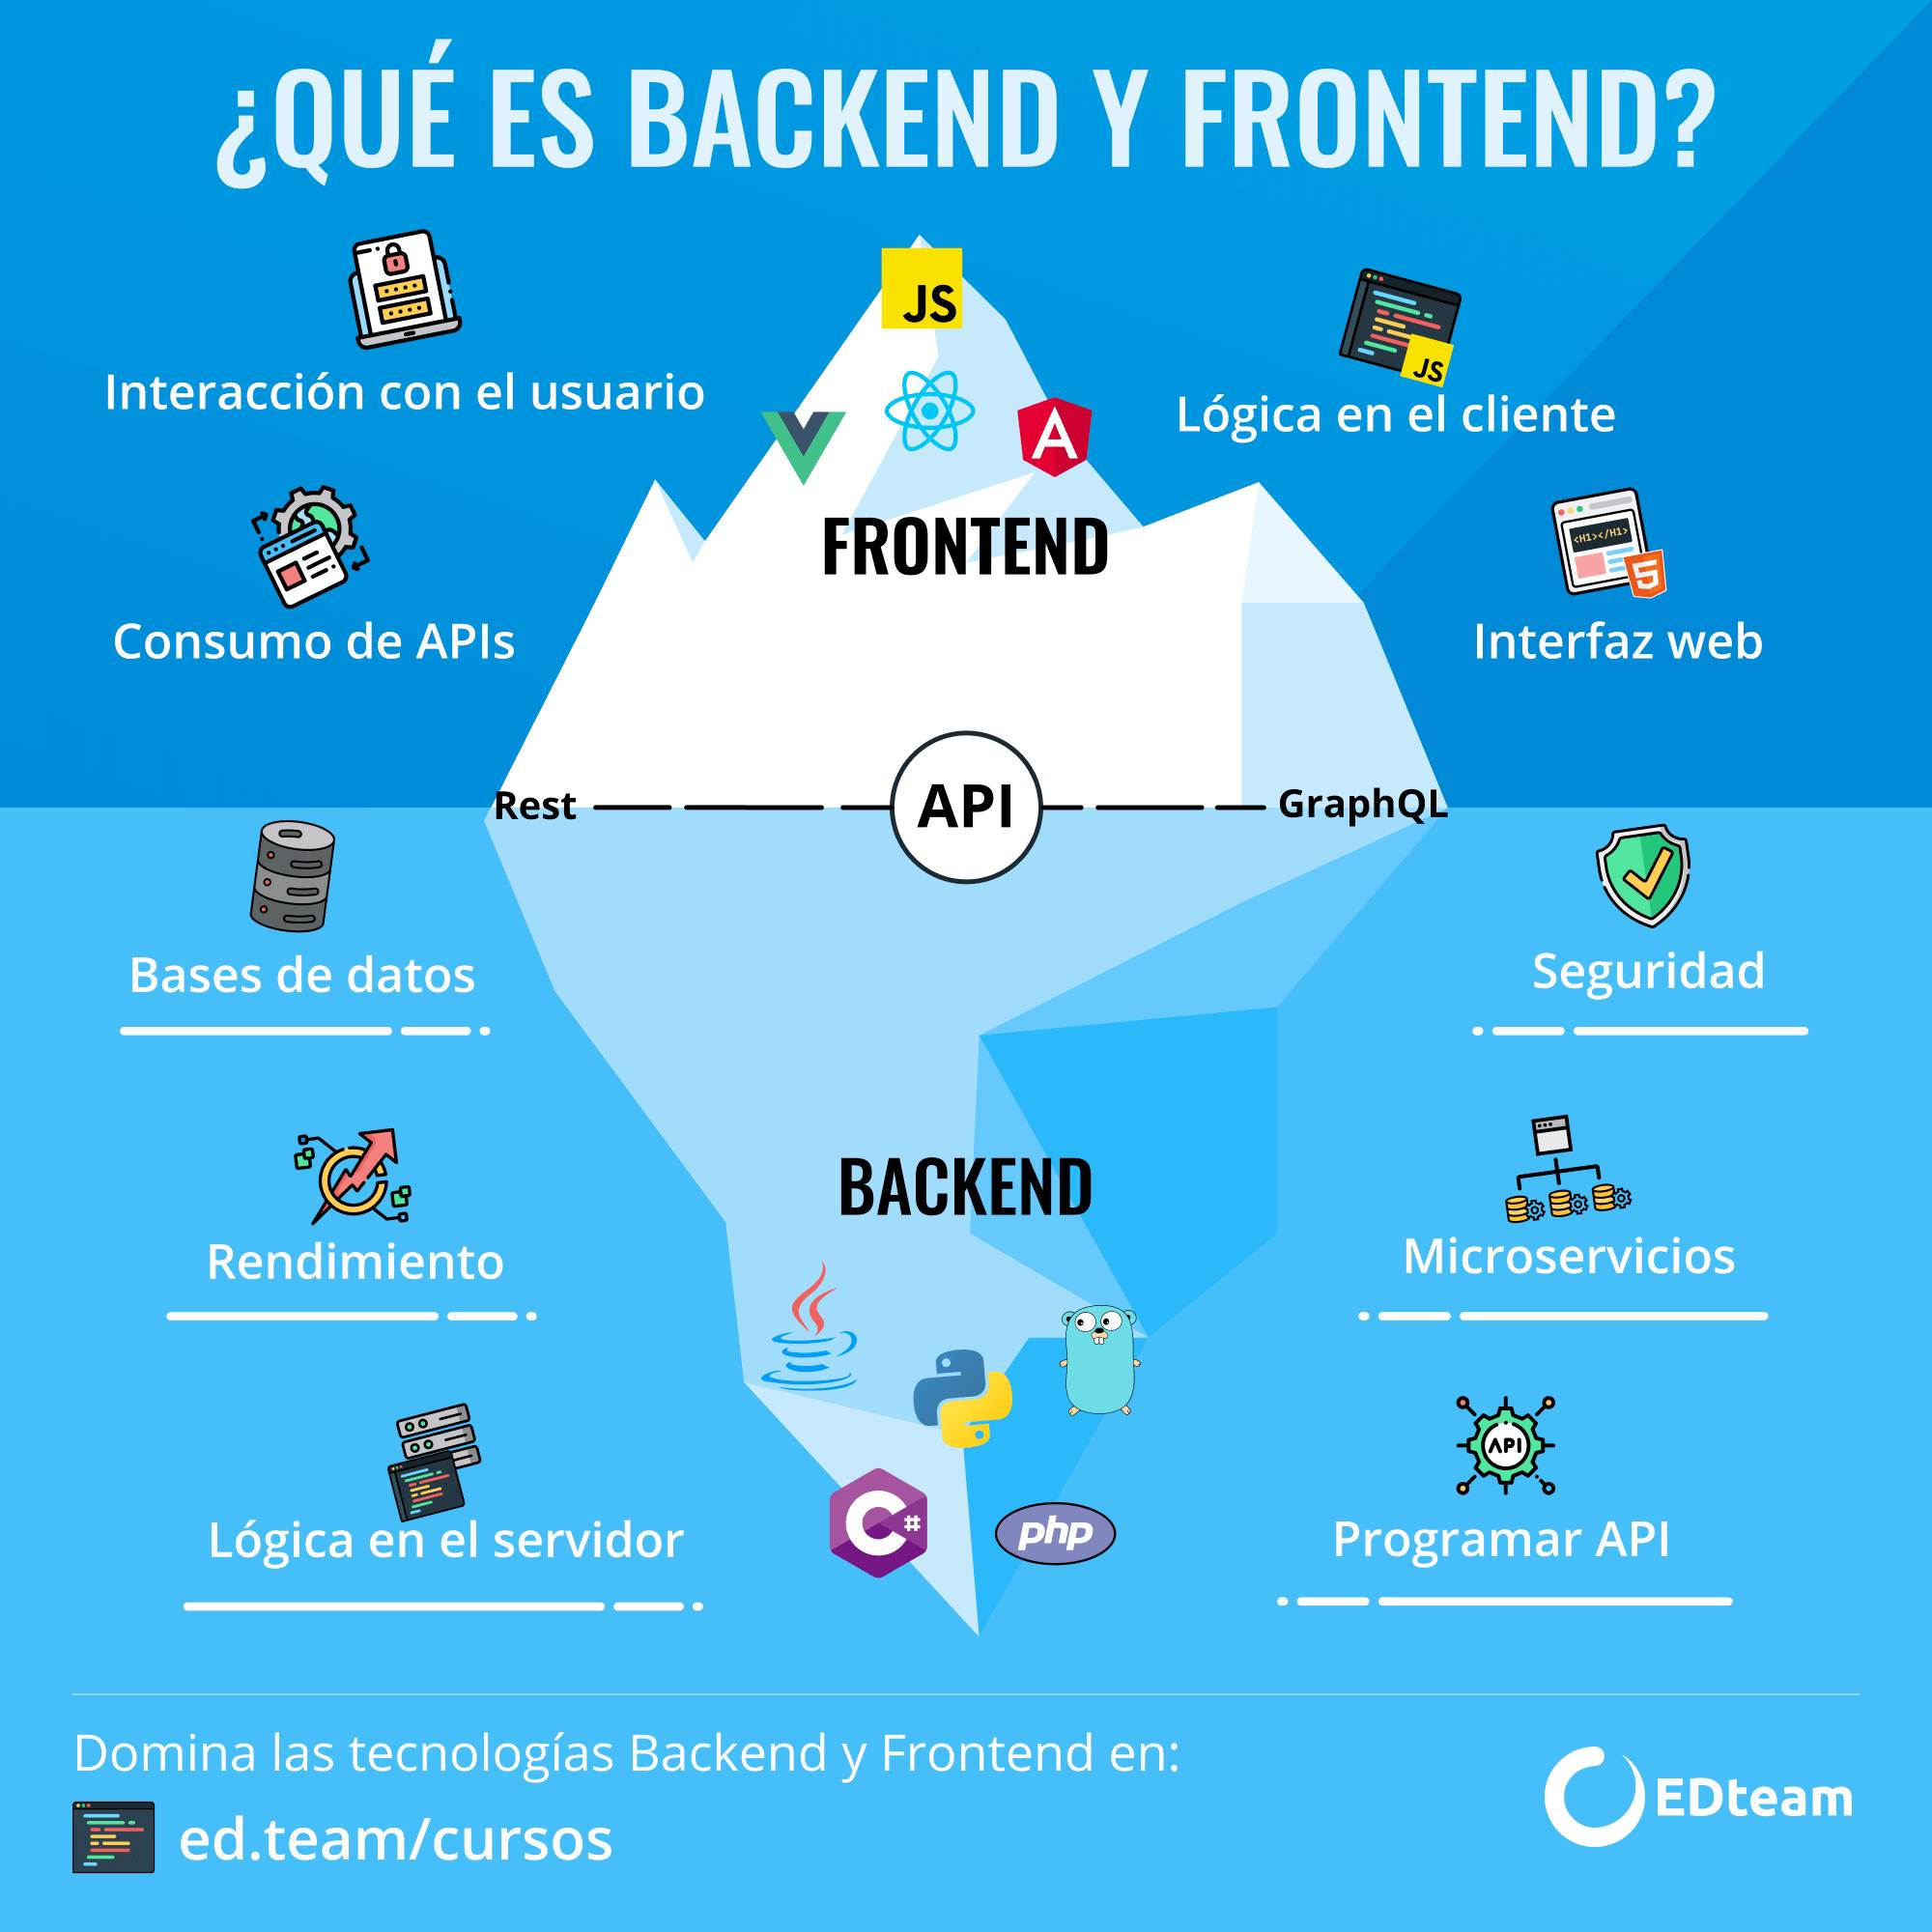 ¿QUÉ ES BACKEND Y FRONTEND?
JS
Interacción con el usuario
JS
Lógica en el cliente
FRONTEND
Consumo de APIs
<H1></H1>
Interfaz web
Rest
API
GraphQL
Bases de datos
Seguridad
BACKEND
Rendimiento
Microservicios
API
Lógica en el servidor
C#
php
Programar API
Domina las tecnologías Backend y Frontend en:
ed.team/cursos
EDteam